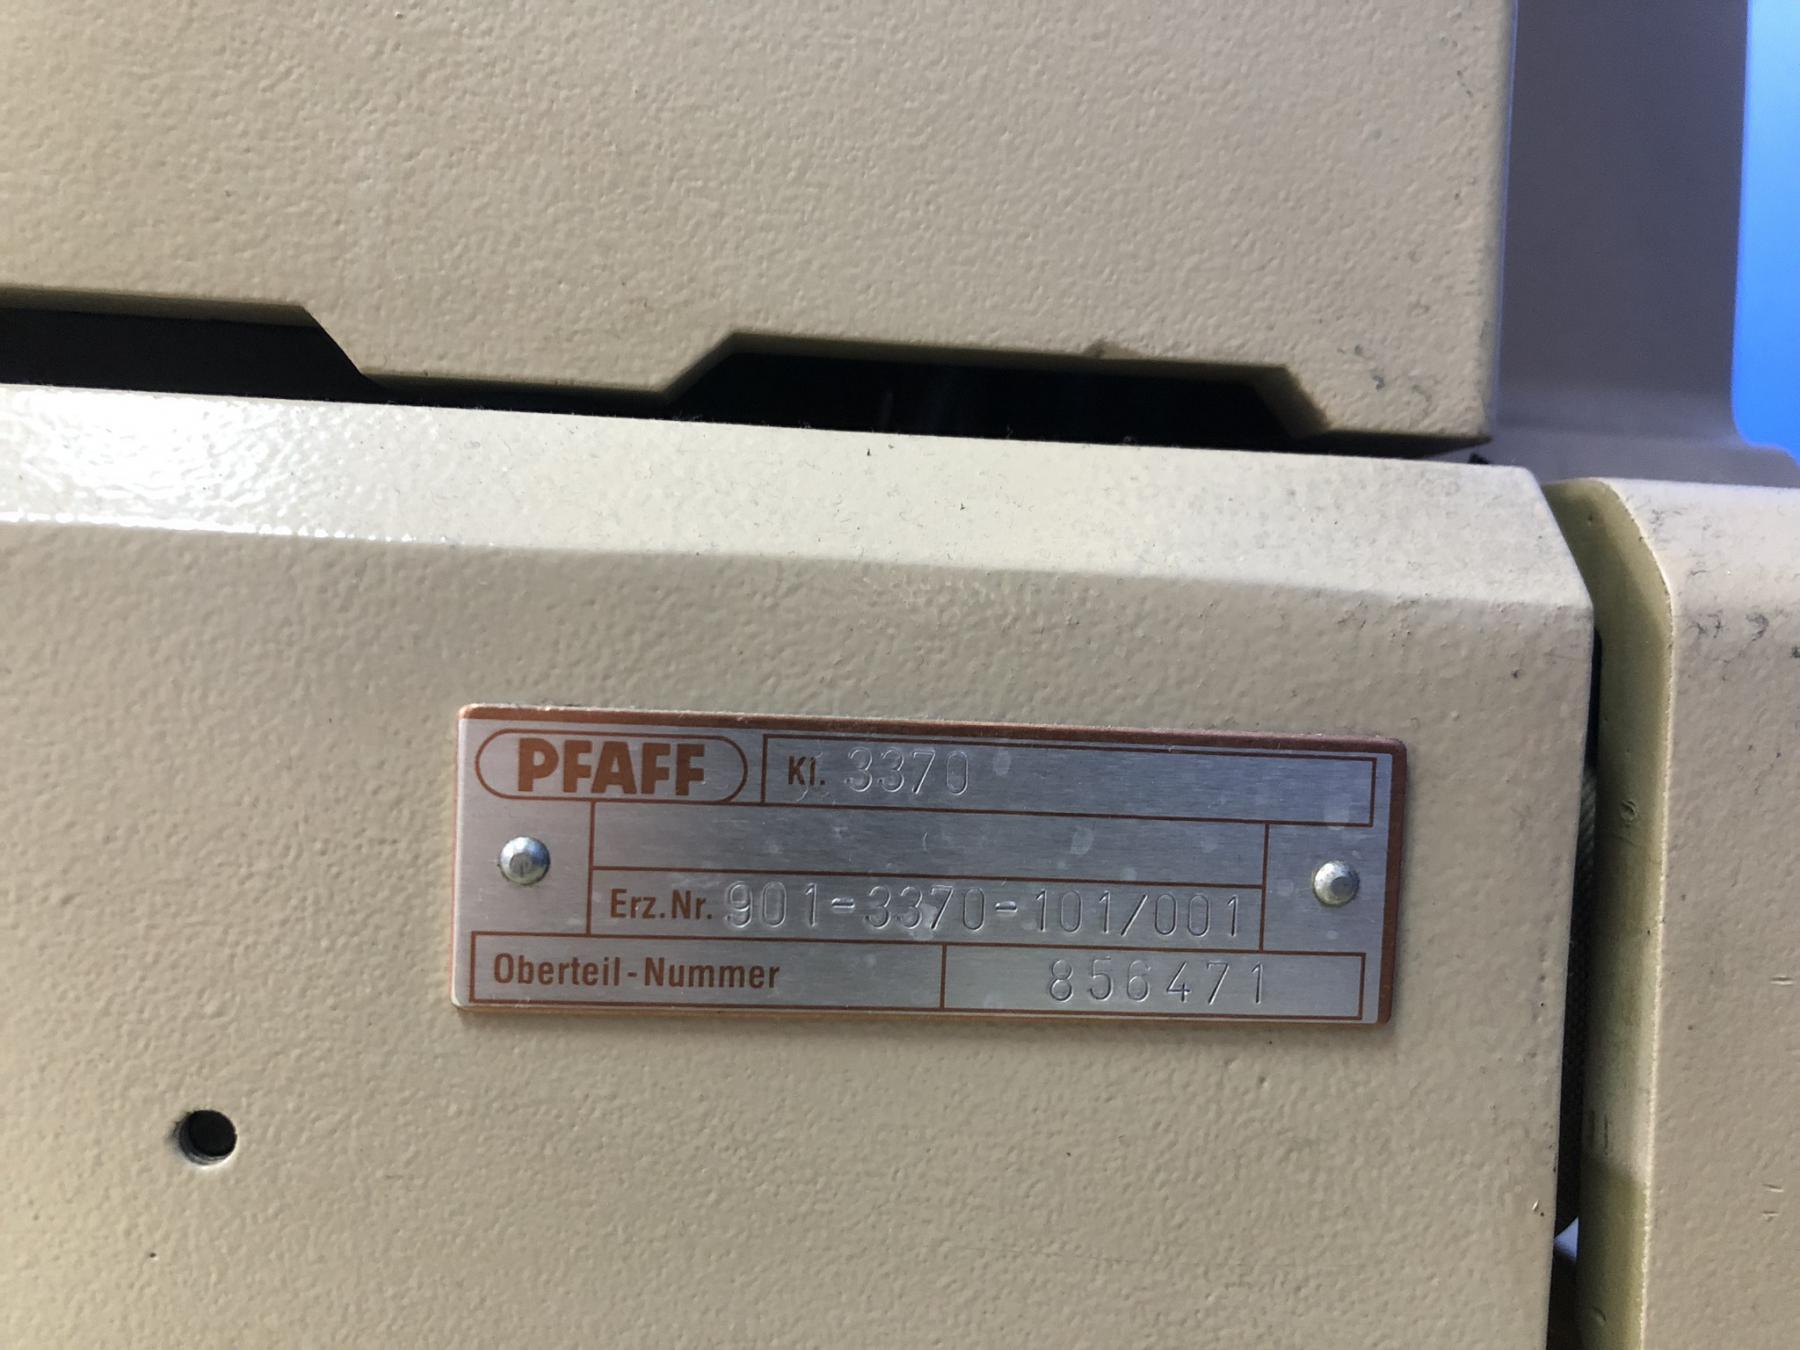 PFAFF Kl. 3370
Erz.Nr. 901-3370-101/001
Oberteil-Nummer 856471